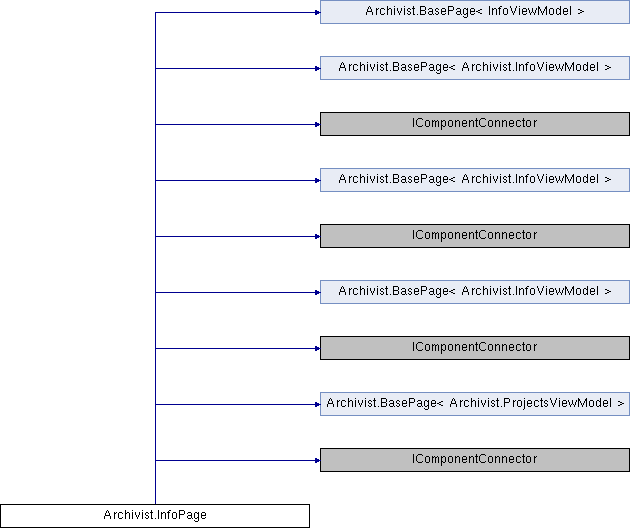 Archivist.BasePage< InfoViewModel >
Archivist.BasePage< Archivist.InfoViewModel >
IComponentConnector
Archivist.BasePage< Archivist.InfoViewModel >
IComponentConnector
Archivist.BasePage< Archivist.InfoViewModel >
IComponentConnector
Archivist.BasePage< Archivist.ProjectsViewModel >
IComponentConnector
Archivist.InfoPage